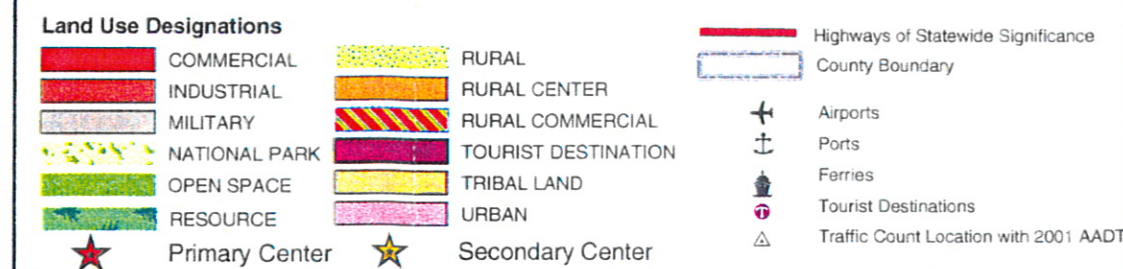 Land Use Designations
COMMERCIAL
INDUSTRIAL
MILITARY
NATIONAL PARK
OPEN SPACE
RESOURCE
Primary Center
RURAL
RURAL CENTER
RURAL COMMERCIAL
TOURIST DESTINATION
TRIBAL LAND
URBAN
Secondary Center
Highways of Statewide Significance
County Boundary
Airports
Ports
Ferries
T Tourist Destinations
Traffic Count Location with 2001 AADT